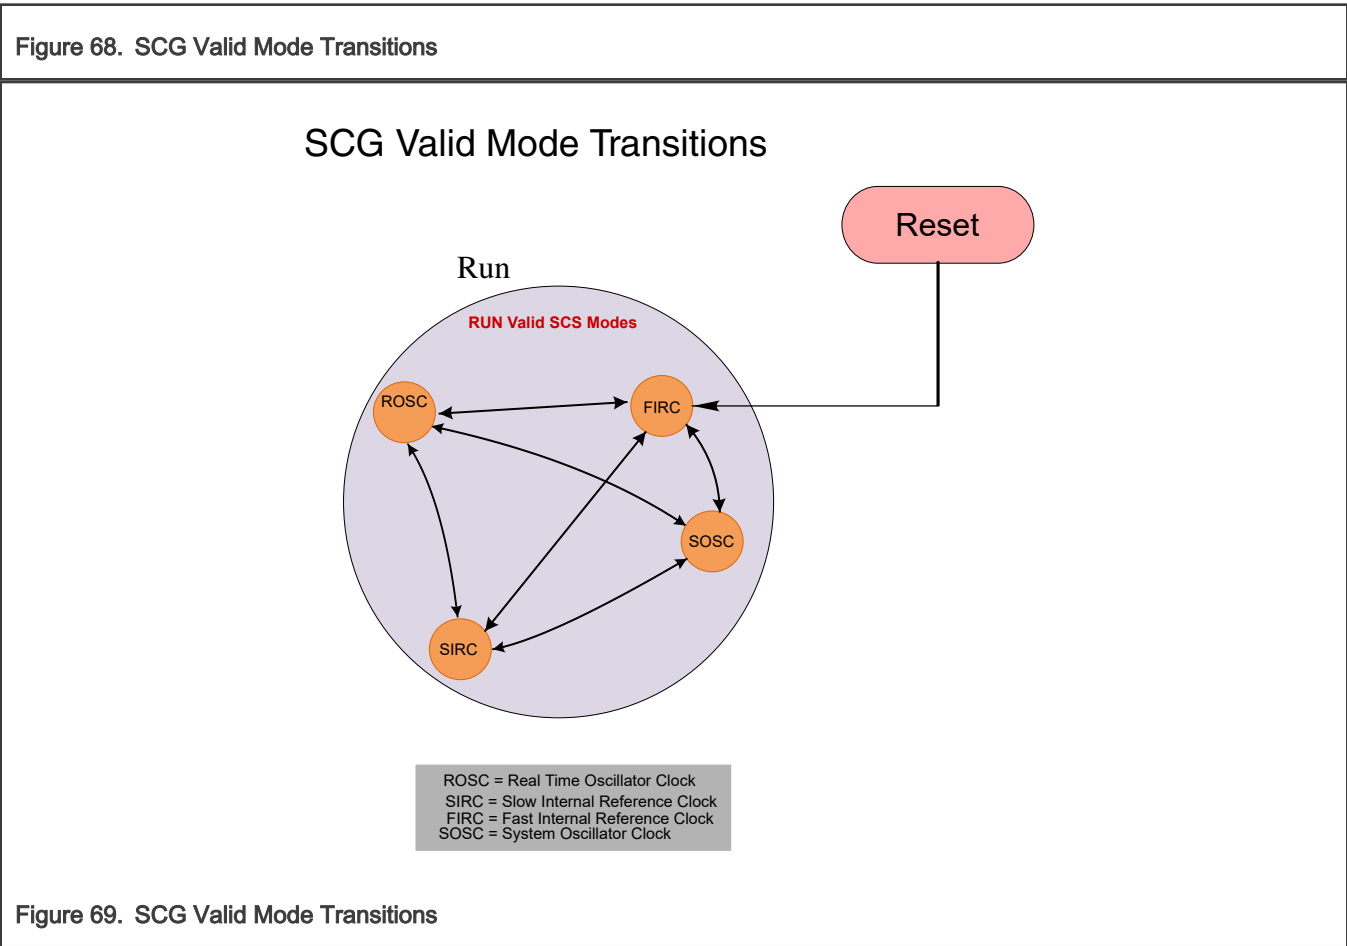 Figure 68. SCG Valid Mode Transitions
SCG Valid Mode Transitions
Reset
Run
RUN Valid SCS Modes
ROSC
FIRC
SOSC
SIRC
ROSC = Real Time Oscillator Clock
SIRC = Slow Internal Reference Clock
FIRC = Fast Internal Reference Clock
SOSC = System Oscillator Clock
Figure 69. SCG Valid Mode Transitions